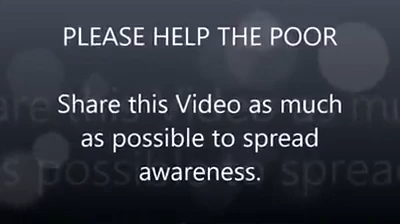 PLEASE HELP THE POOR
Share this Video as much
as possible to spread
awareness.